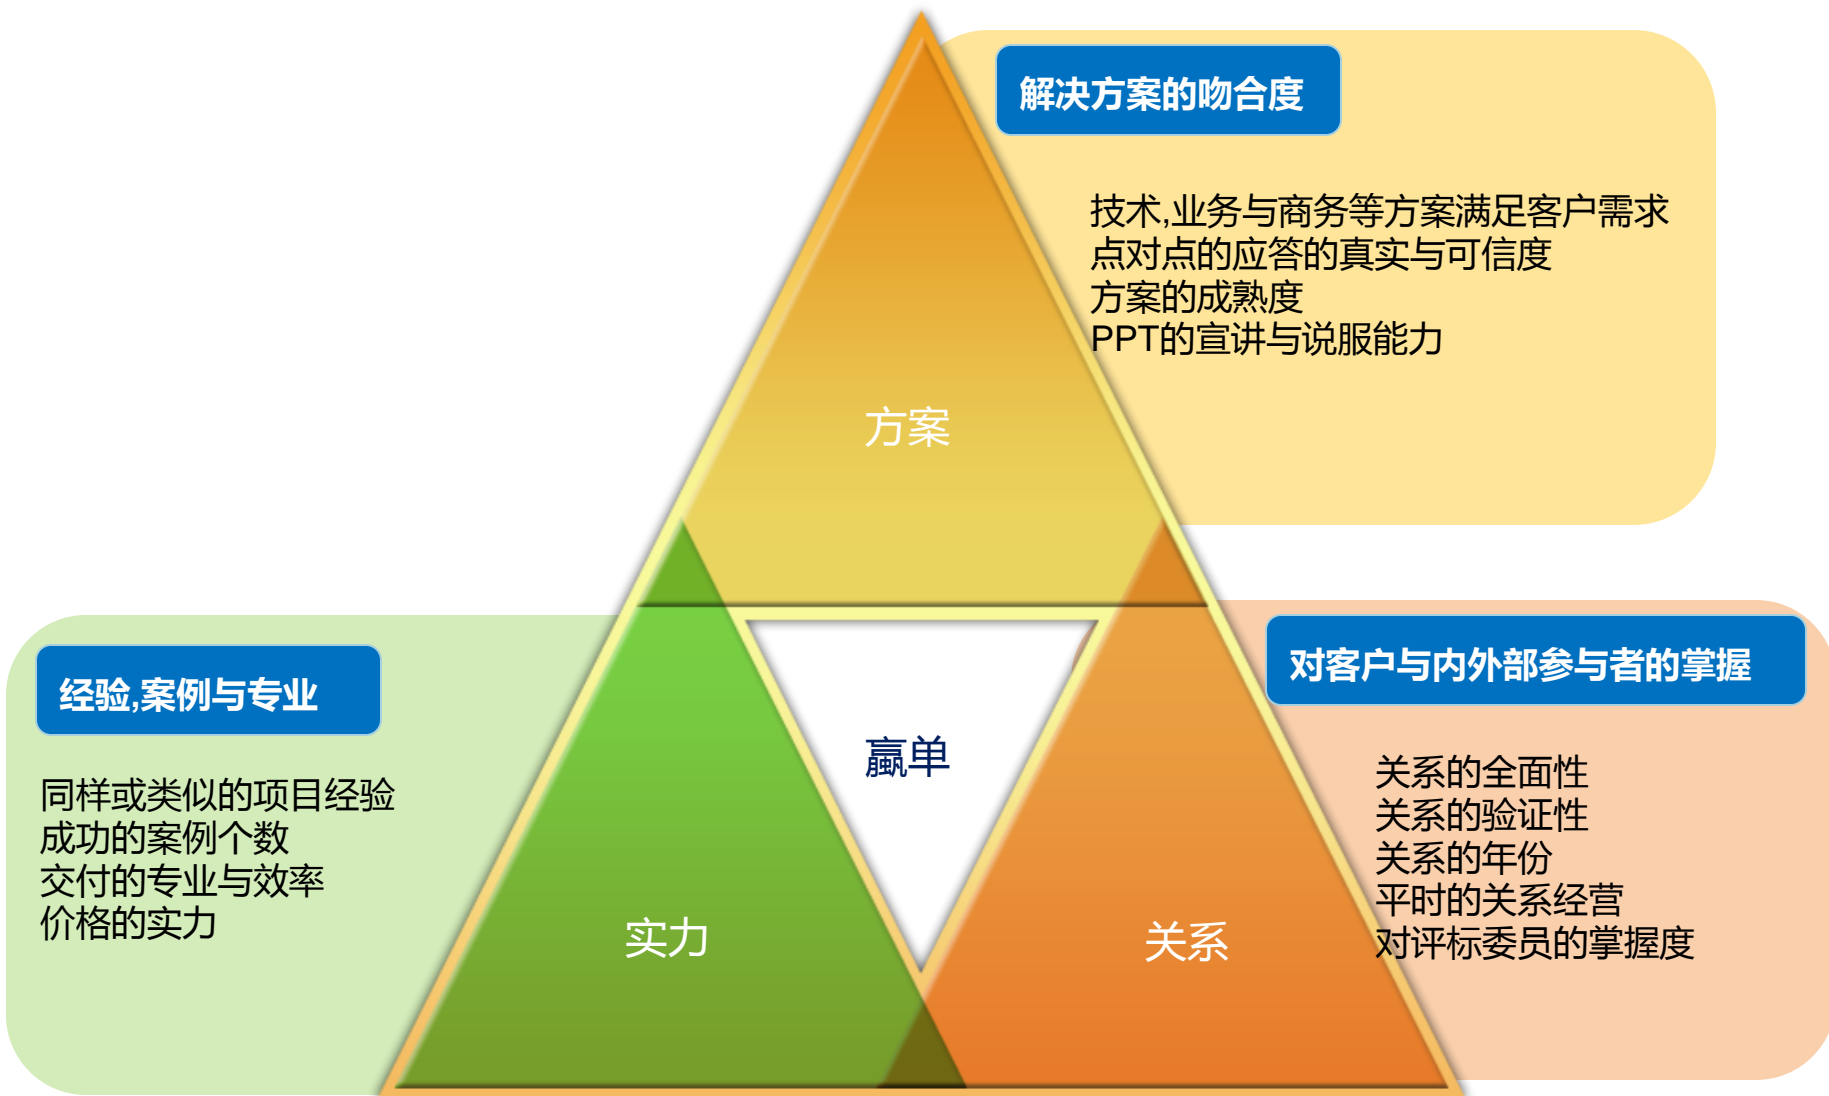 解决方案的吻合度
技术,业务与商务等方案满足客户需求
点对点的应答的真实与可信度
方案的成熟度
PPT的宣讲与说服能力
方案
经验,案例与专业
同样或类似的项目经验
成功的案例个数
交付的专业与效率
价格的实力
实力
赢单
对客户与内外部参与者的掌握
关系的全面性
关系的验证性
关系的年份
平时的关系经营
对评标委员的掌握度
关系